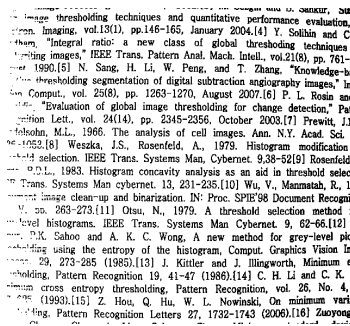 image thresholding techniques and quantitative performance evaluation,
Imaging, vol.13(1), pp.146-165, January 2004.[4] Y. Solihin and C
"Integral ratio: a new class of global thresholding techniques
images," IEEE Trans. Pattern Anal. Mach. Intell., vol.21(8), pp. 761-
1990.[5] N. Sang, H. Li, W. Peng, and T. Zhang, "Knowledge-b
thresholding segmentation of digital subtraction angiography images," Im
Comput., vol. 25(8), pp. 1263-1270, August 2007.[6] P. L. Rosin an
"Evaluation of global image thresholding for change detection," Pat
Lett., vol. 24(14), pp. 2345-2356, October 2003.[7] Prewitt, J.
M.L., 1966. The analysis of cell images. Ann. N.Y. Acad. Sci.
[8] Weszka, J.S., Rosenfeld, A., 1979. Histogram modification
selection. IEEE Trans. Systems Man, Cybernet. 9,38-52[9] Rosenfeld
1983. Histogram concavity analysis as an aid in threshold selec
Trans. Systems Man cybernet. 13, 231-235.[10] Wu, V., Manmatha, R., 1
image clean-up and binarization. IN: Proc. SPIE'98 Document Recogni
V. pp. 263-273.[11] Otsu, N., 1979. A threshold selection method
level histograms. IEEE Trans. Systems Cybernet. 9, 62-66.[12]
P.K. Sahoo and A. K. C. Wong, A new method for grey-level pic
using the entropy of the histogram, Comput. Graphics Vision Im
29, 273-285 (1985).[13] J. Kittler and J. Illingworth, Minimum e
Pattern Recognition 19, 41-47 (1986).[14] C. H. Li and C. K.
cross entropy thresholding, Pattern Recognition, vol. 26, No. 4,
(1993).[15] Z. Hou, Q. Hu, W. L. Nowinski, On minimum vari
Pattern Recognition Letters 27, 1732-1743 (2006).[16] Zuoyong